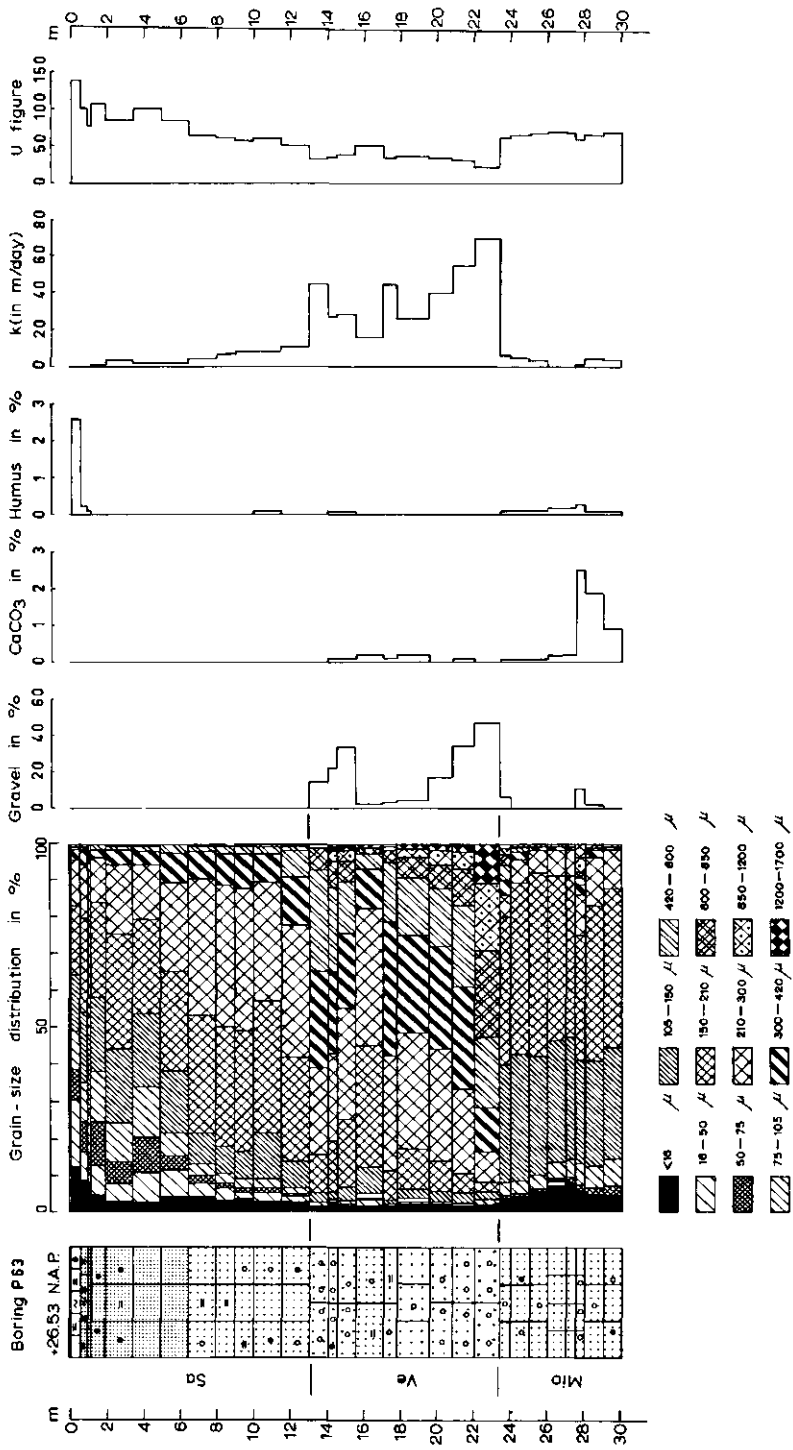 Boring P53
+26.53 N.A.P.
Grain-size distribution in %
0 50 100
Gravel in %
0 20 40 60
CaCO3 in %
0 1 2 3
Humus in %
0 1 2 3
k(in m/day)
0 20 40 60 80
U figure
0 50 100 150
m
0 2 4 6 8 10 12 14 16 18 20 22 24 26 28 30
Sa
Ve
Mio
m
0 2 4 6 8 10 12 14 16 18 20 22 24 26 28 30
<16 μ
16-50 μ
50-75 μ
75-105 μ
105-150 μ
150-210 μ
210-300 μ
300-420 μ
420-600 μ
600-850 μ
850-1200 μ
1200-1700 μ